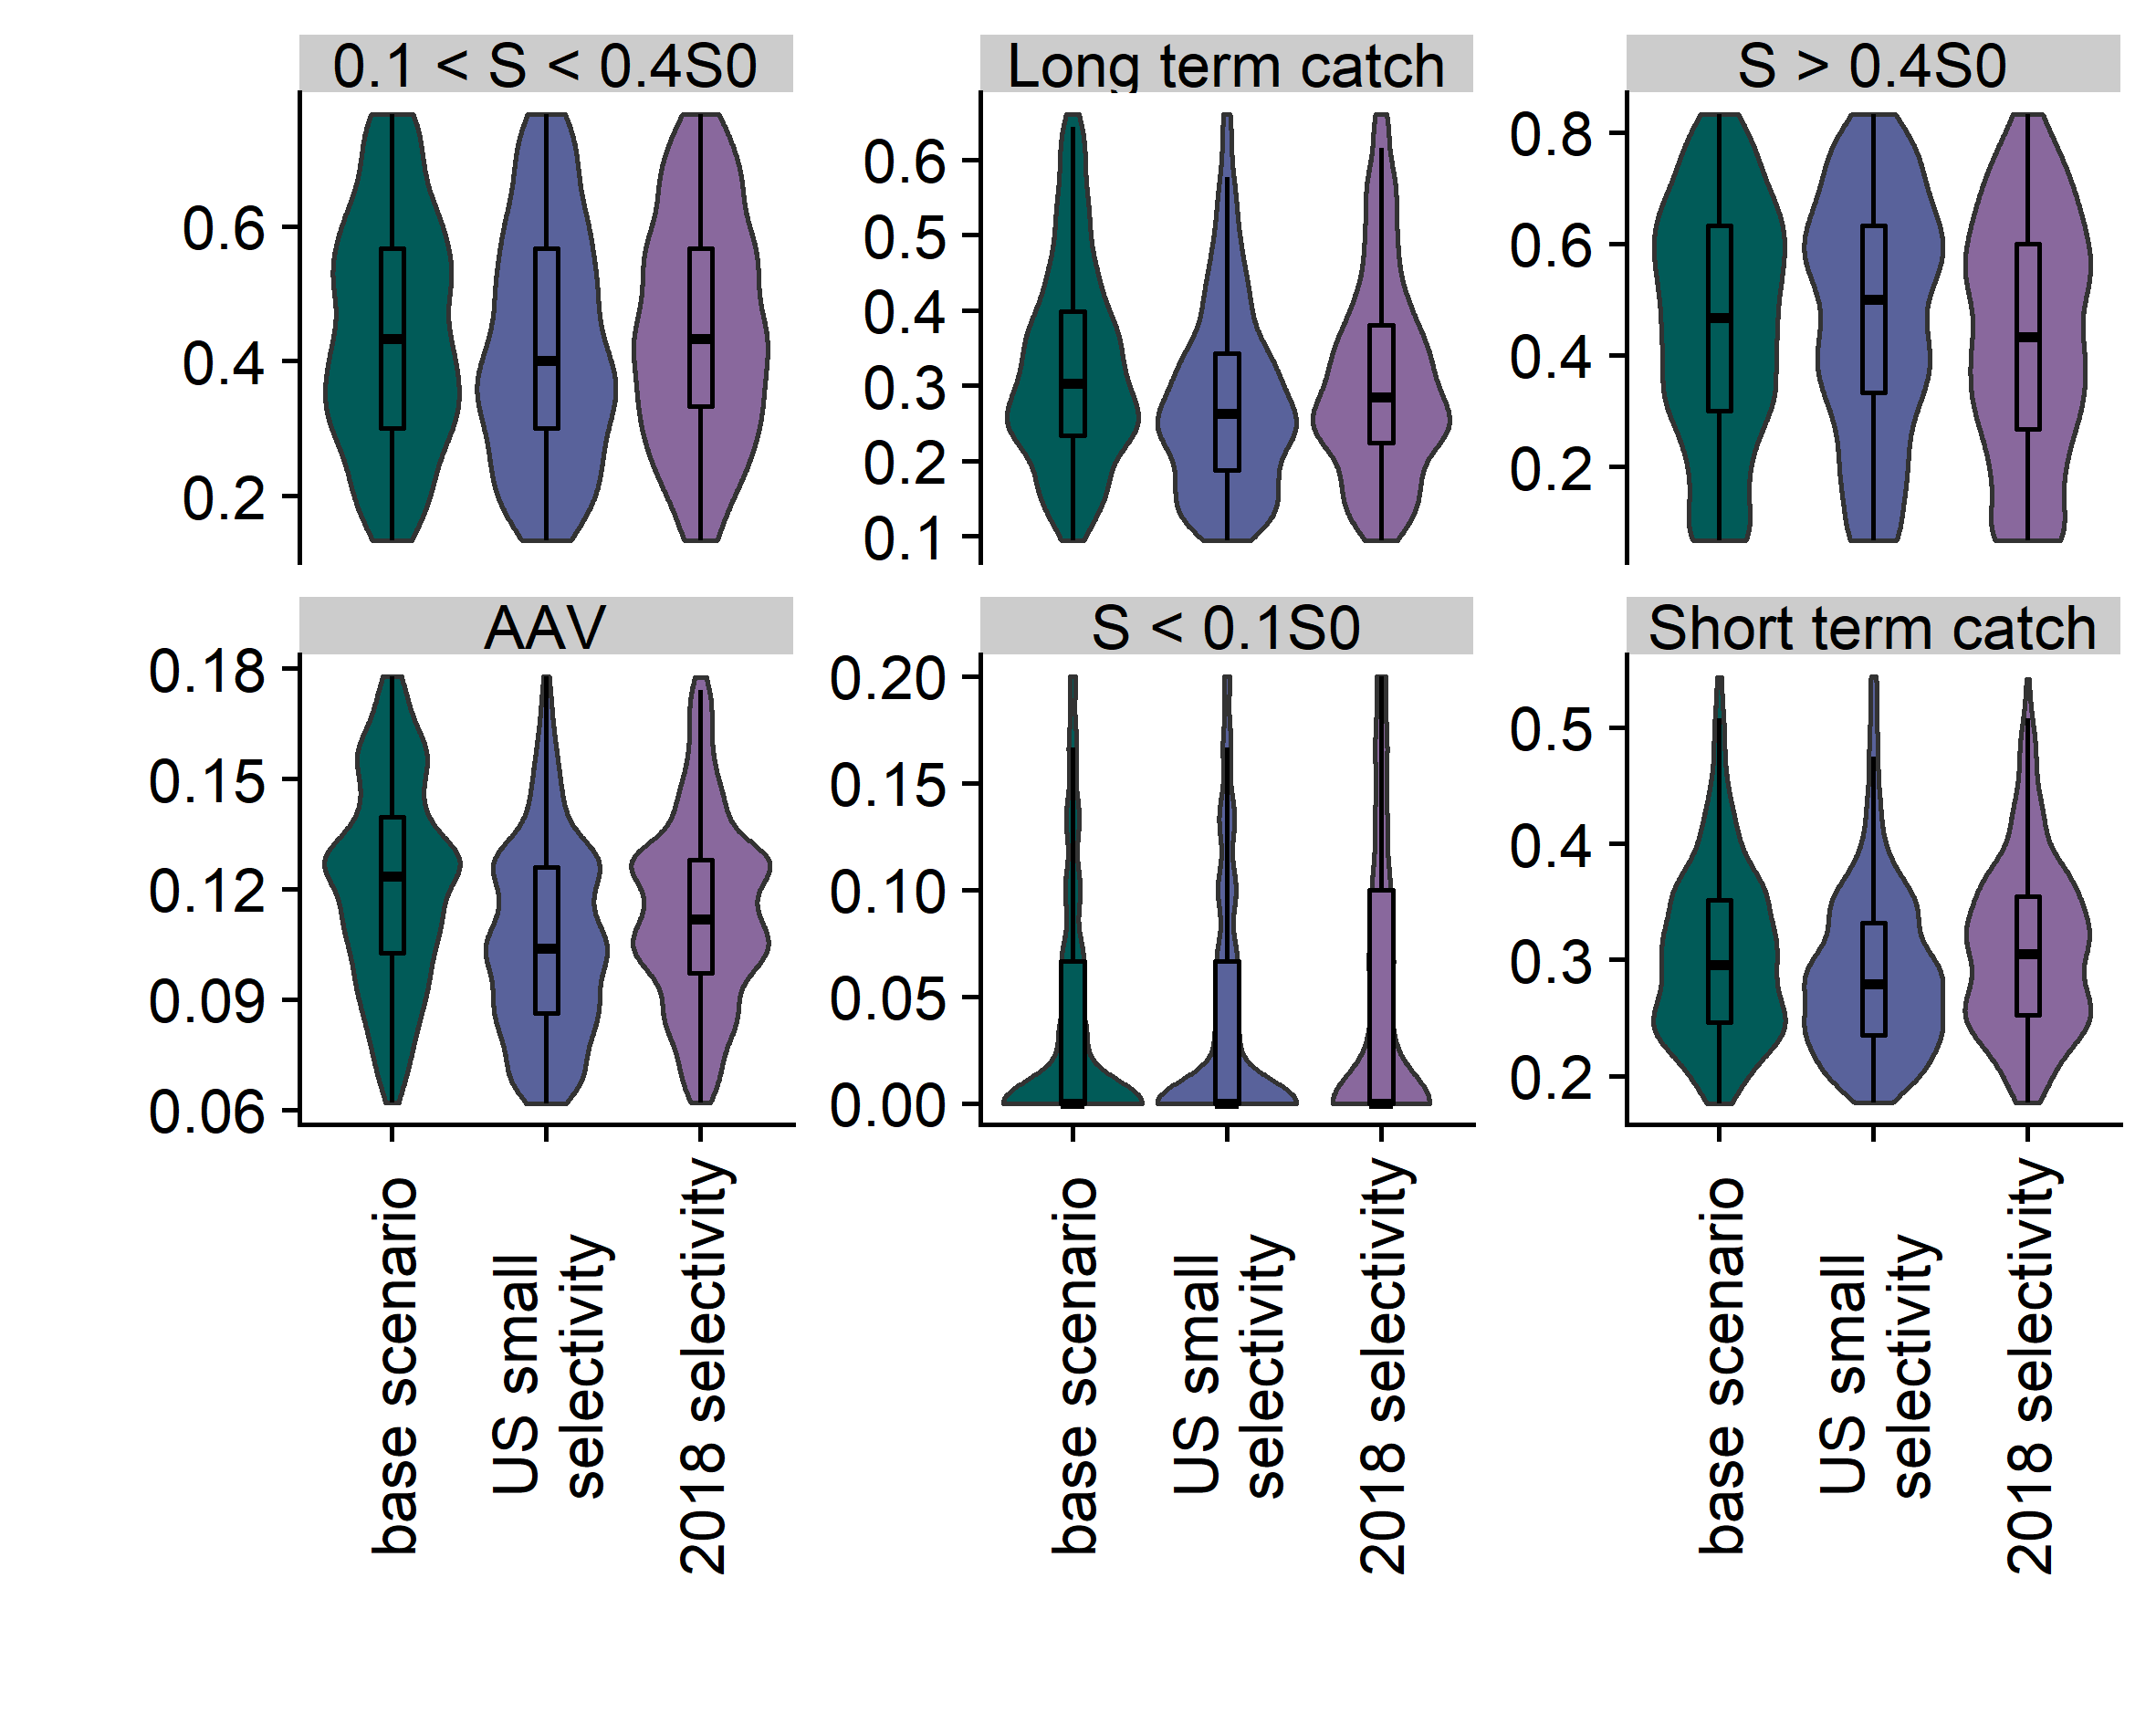 0.1 < S < 0.4S0
Long term catch
S > 0.4S0
0.6
0.4
0.2
0.6
0.5
0.4
0.3
0.2
0.1
0.8
0.6
0.4
0.2
AAV
S < 0.1S0
Short term catch
0.18
0.15
0.12
0.09
0.06
0.20
0.15
0.10
0.05
0.00
0.5
0.4
0.3
0.2
base scenario
US small
selectivity
2018 selectivity
base scenario
US small
selectivity
2018 selectivity
base scenario
US small
selectivity
2018 selectivity